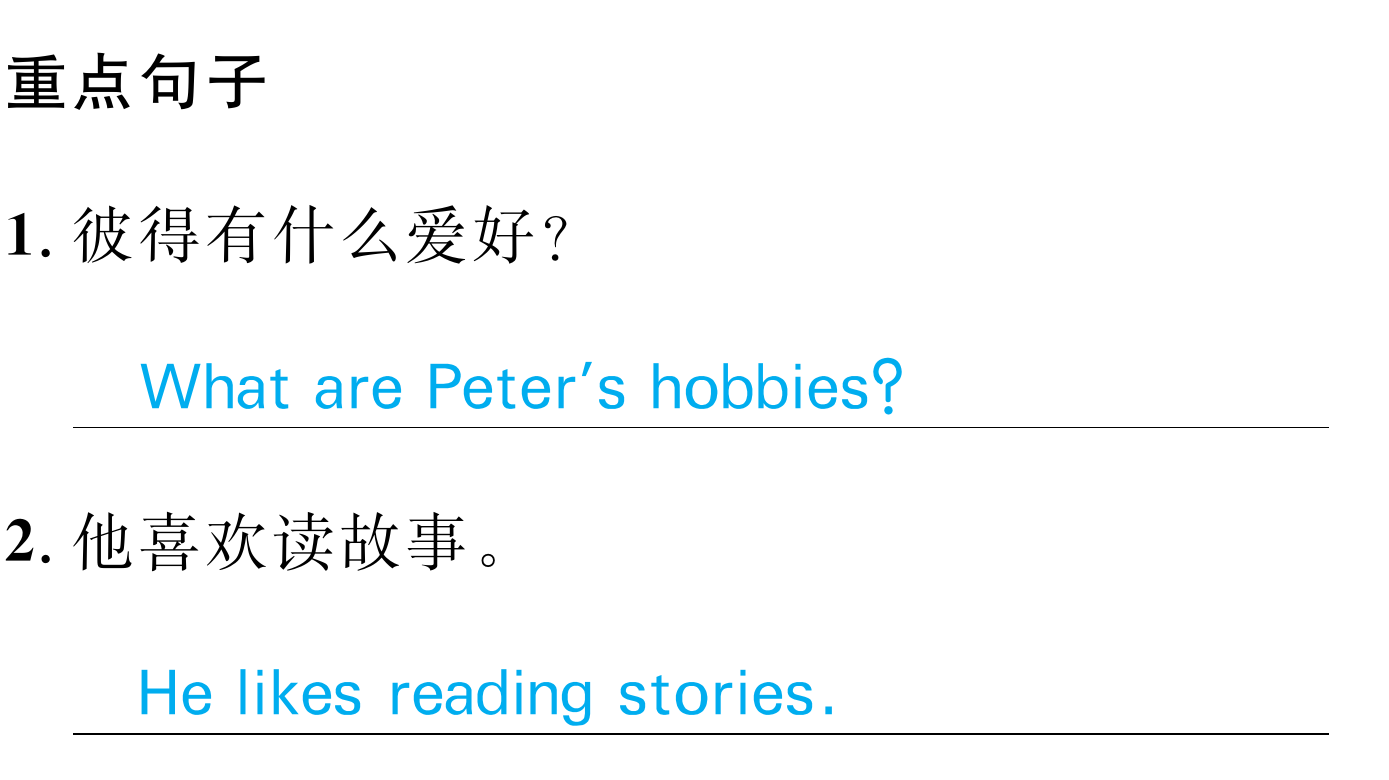 重点句子
1. 彼得有什么爱好?
What are Peter's hobbies?
2. 他喜欢读故事。
He likes reading stories.